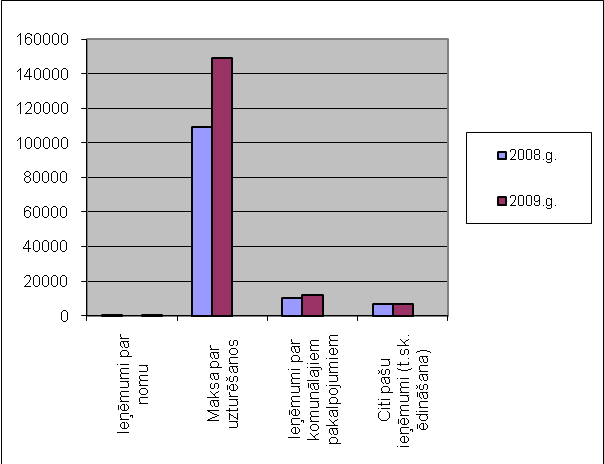 160000
140000
120000
100000
80000
60000
40000
20000
0
Ieņēmumi par
nomu
Maksa par
uzturēšanos
Ieņēmumi par
komunālajiem
pakalpojumiem
Citi pašu
ieņēmumi (t.sk.
ēdināšana)
2008.g.
2009.g.